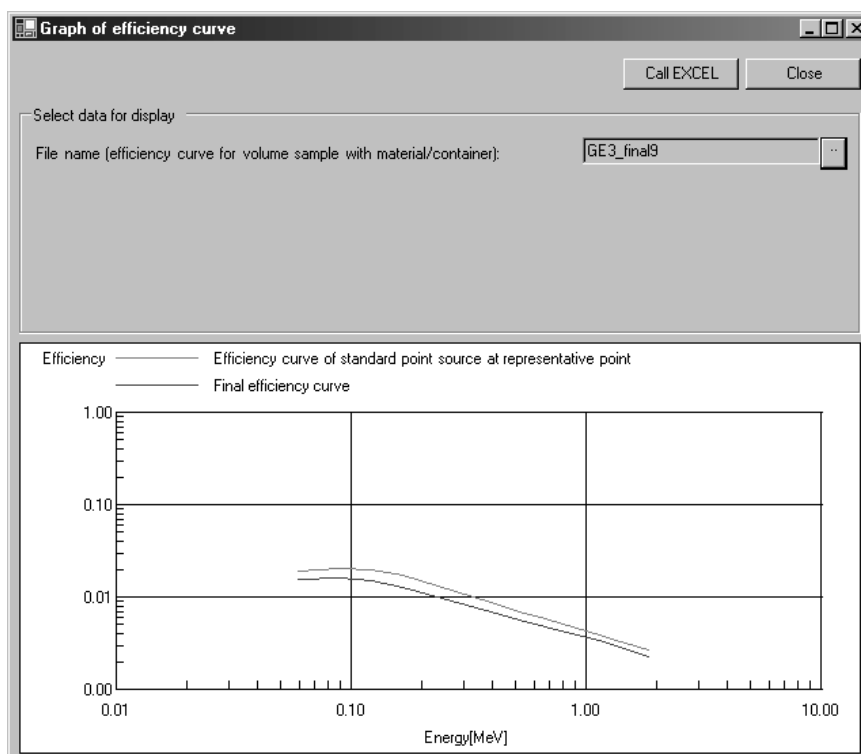 Graph of efficiency curve
Call EXCEL Close
Select data for display
File name (efficiency curve for volume sample with material/container): GE3_final9 ..
Efficiency Efficiency curve of standard point source at representative point
Final efficiency curve
1.00
0.10
0.01
0.00
0.01 0.10 1.00 10.00
Energy[MeV]